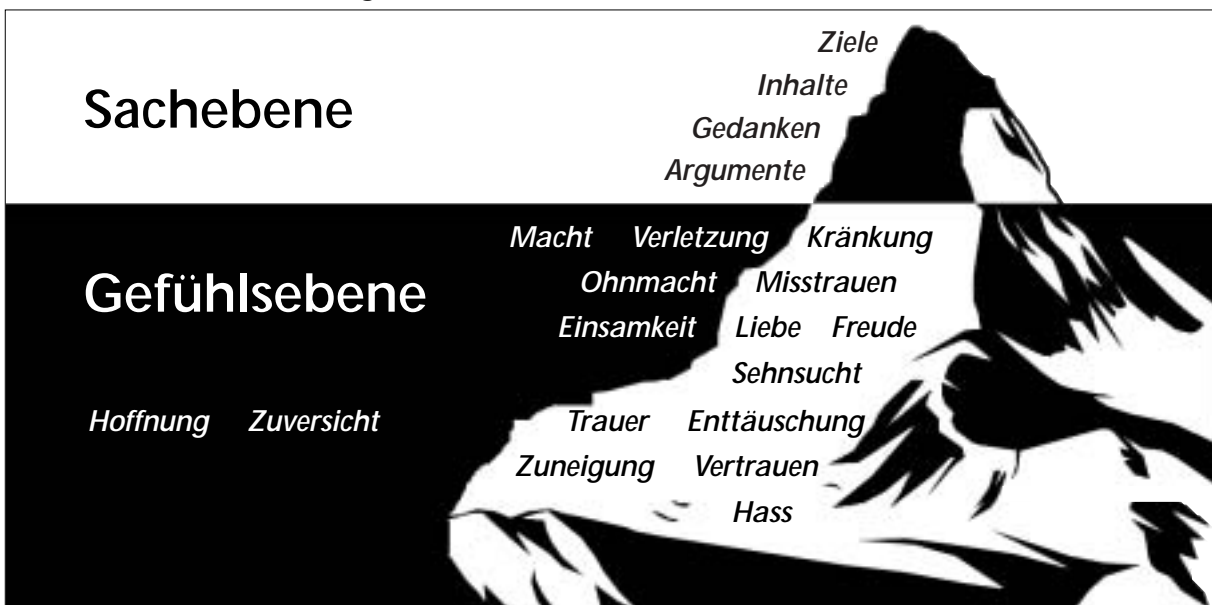 Ziele
Inhalte
Sachebene
Gedanken
Argumente
Macht Verletzung Kränkung
Ohnmacht Misstrauen
Gefühlsebene
Einsamkeit Liebe Freude
Sehnsucht
Hoffnung Zuversicht Trauer Enttäuschung
Zuneigung Vertrauen
Hass